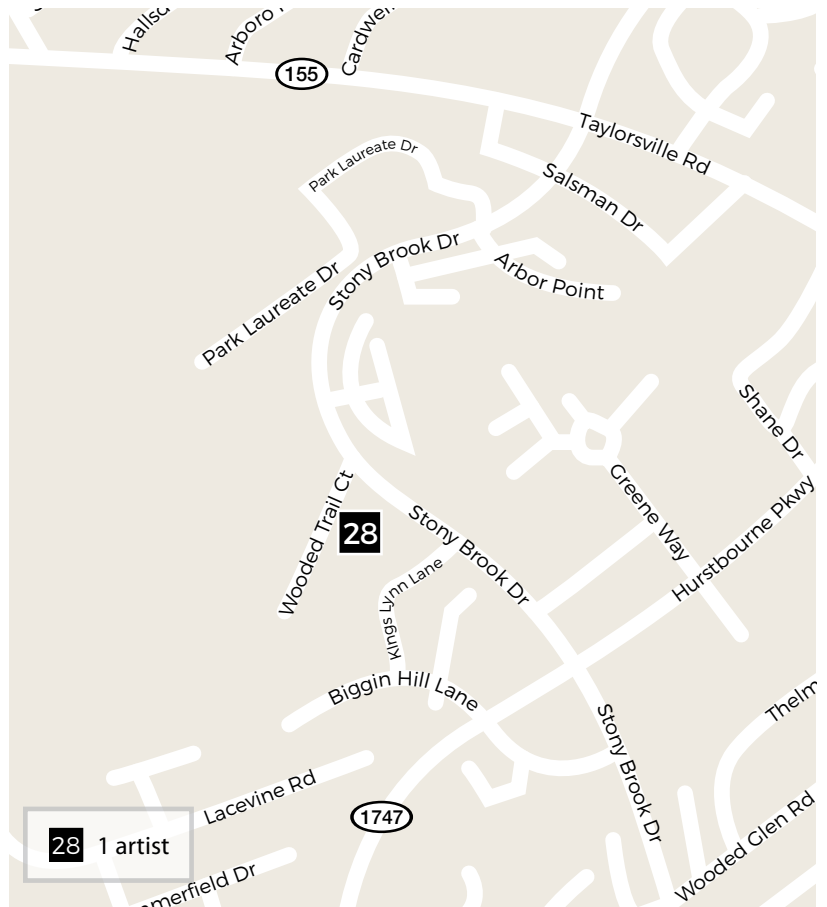 Arboro
155
Taylorsville Rd
Park Laureate Dr
Salsman Dr
Stony Brook Dr
Arbor Point
Park Laureate Dr
Shane Dr
Wooded Trail Ct
28
Greene Way
Stony Brook Dr
Hurstbourne Pkwy
Kings Lynn Lane
Biggin Hill Lane
Stony Brook Dr
Lacevine Rd
1747
Wooded Glen Rd
28 1 artist
Dr